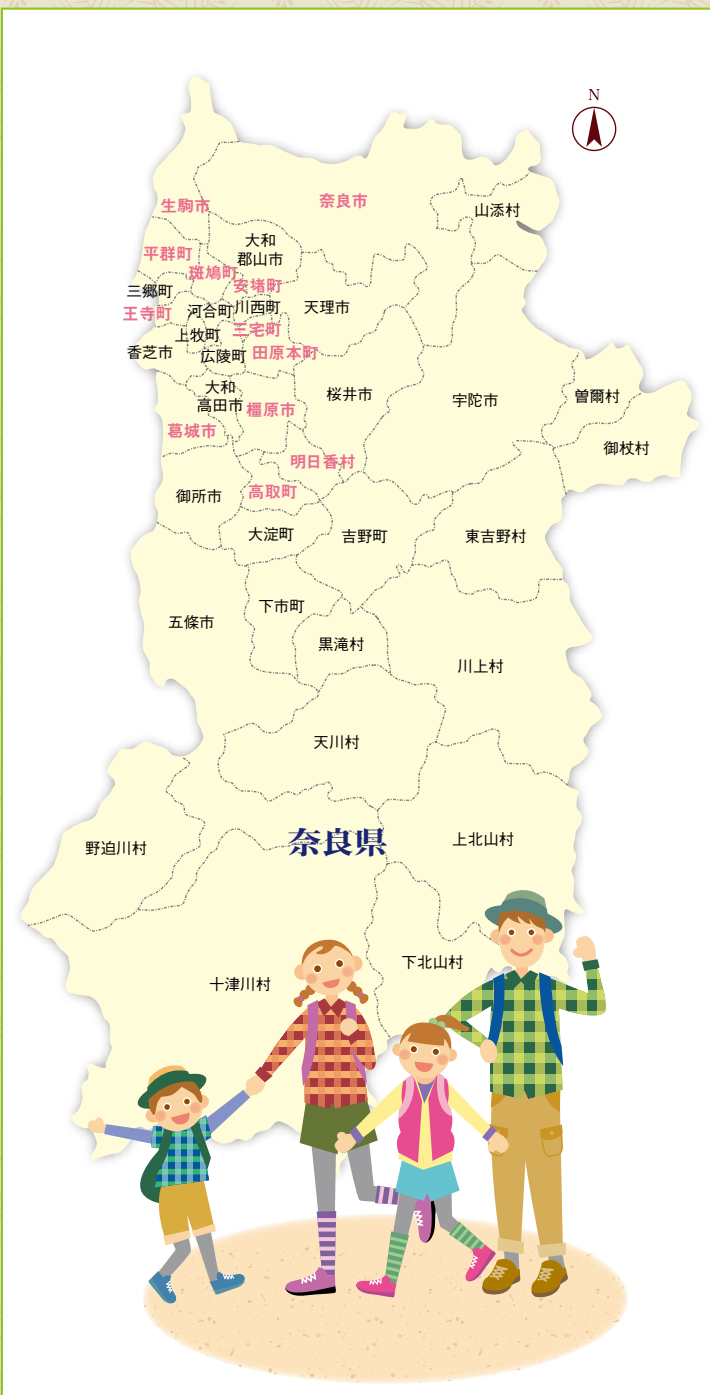 N
奈良市
生駒市
山添村
大和
郡山市
平群町
斑鳩町
安堵町
三郷町
河合町
川西町
天理市
王寺町
三宅町
上牧町
香芝市
広陵町
田原本町
大和
高田市
橿原市
桜井市
宇陀市
曽爾村
葛城市
御杖村
明日香村
高取町
御所市
大淀町
吉野町
東吉野村
下市町
五條市
黒滝村
川上村
天川村
奈良県
上北山村
野迫川村
下北山村
十津川村